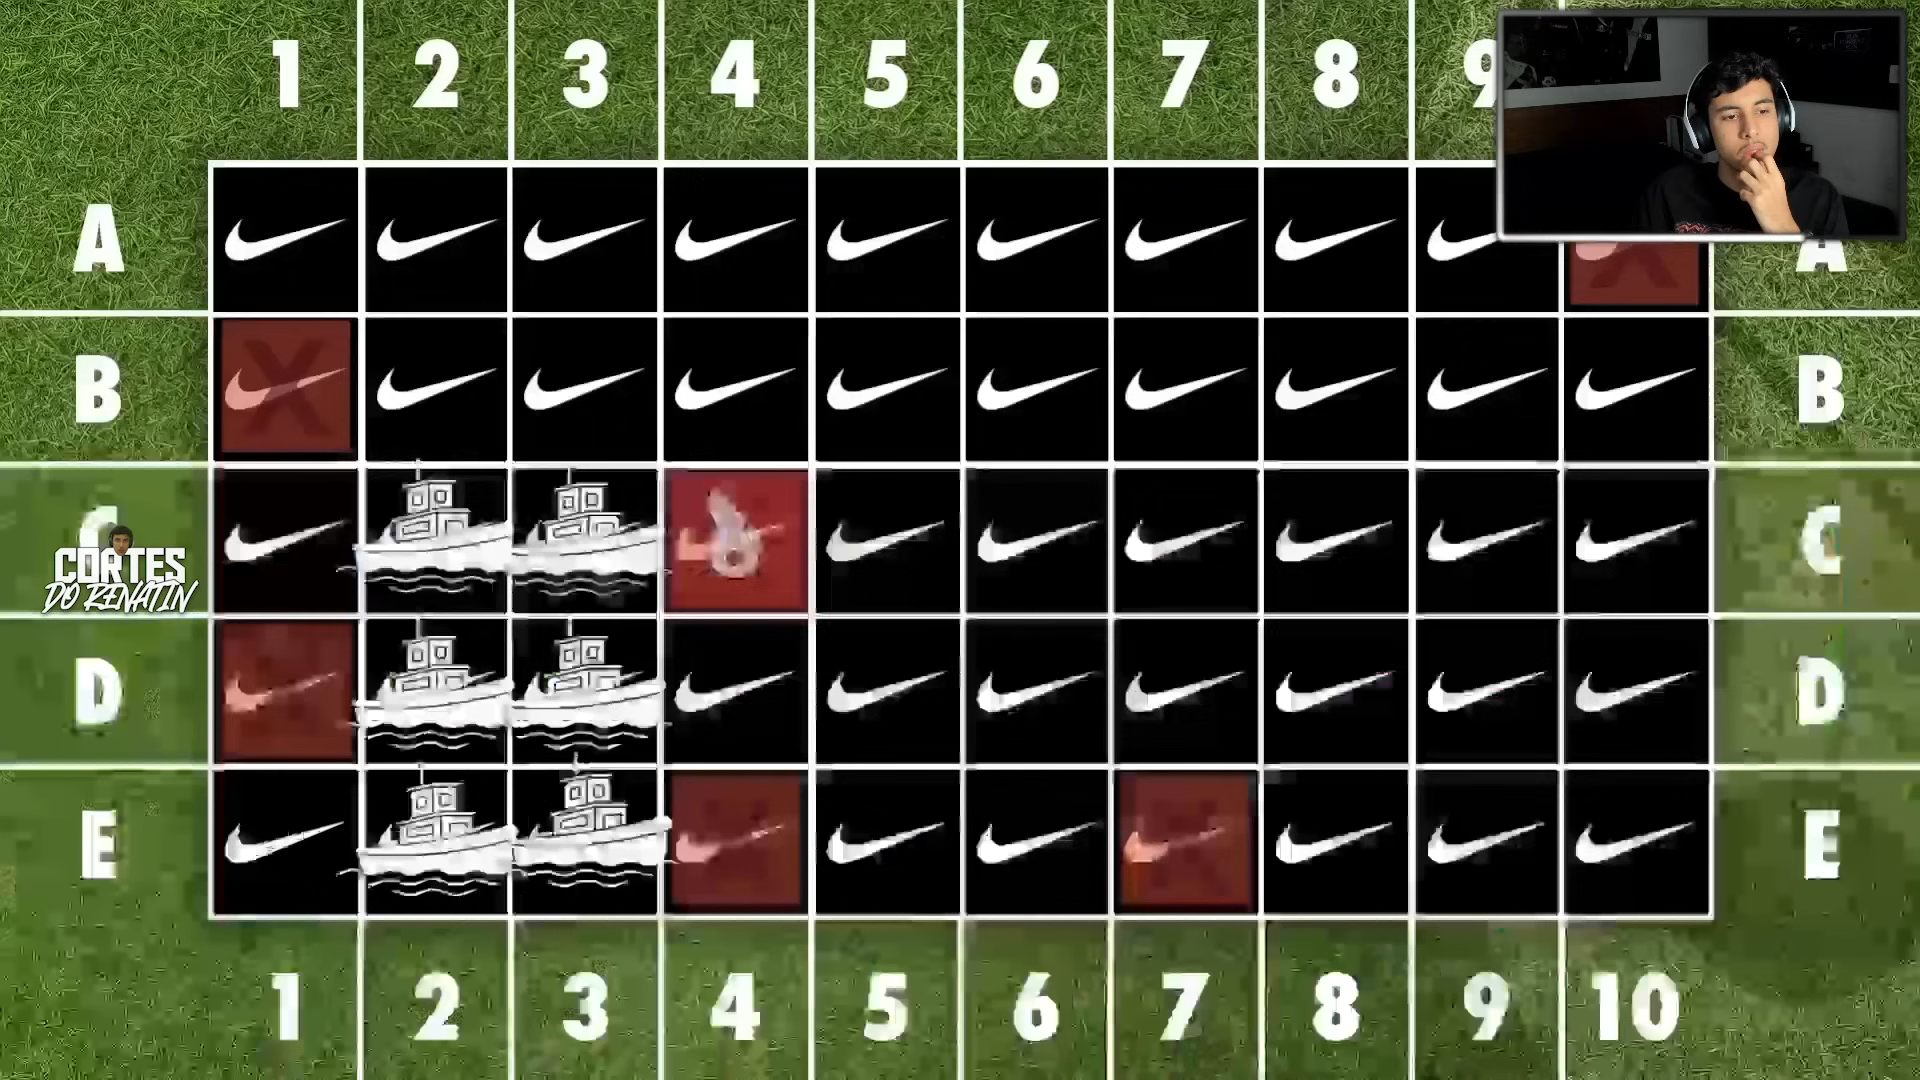 1 2 3 4 5 6 7 8 9
A A
X
B B
X
C C
CORTES
DO RENATIN
D D
E E
X
1 2 3 4 5 6 7 8 9 10